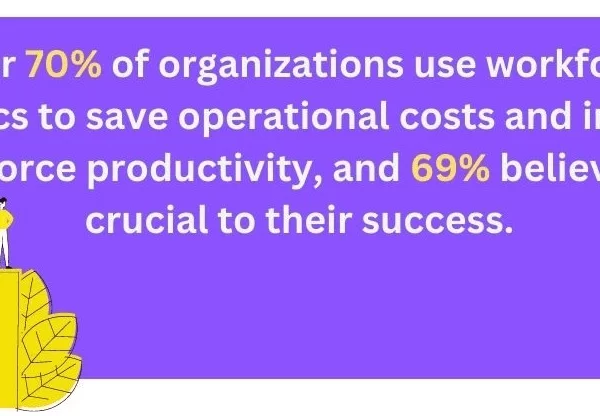 r 70% of organizations use workfo
cs to save operational costs and i
orce productivity, and 69% believ
crucial to their success.